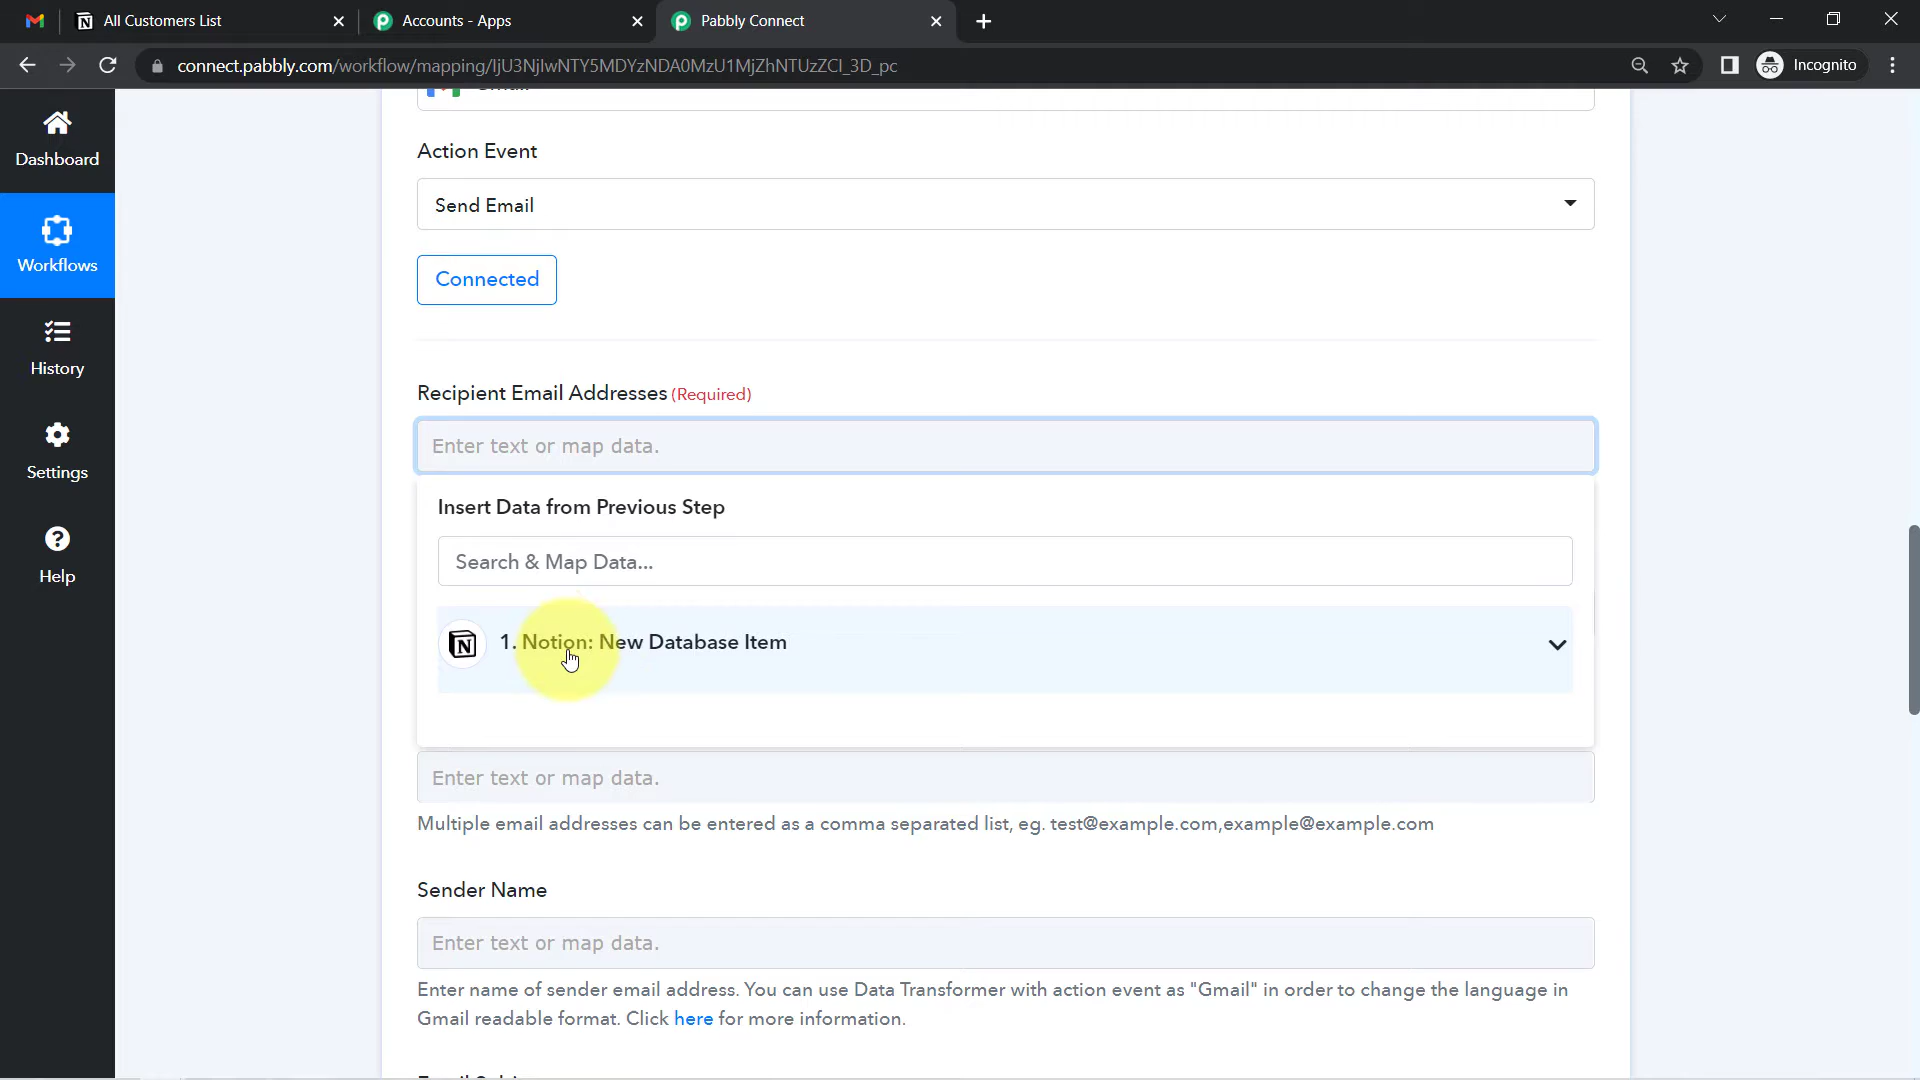 All Customers List
Accounts - Apps
Pabbly Connect
connect.pabbly.com/workflow/mapping/
Incognito
Dashboard
Workflows
History
Settings
Help
Gmail
Action Event
Send Email
Connected
Recipient Email Addresses (Required)
Enter text or map data.
Insert Data from Previous Step
Search & Map Data...
1. Notion: New Database Item
Enter text or map data.
Multiple email addresses can be entered as a comma separated list, eg. test@example.com,example@example.com
Sender Name
Enter text or map data.
Enter name of sender email address. You can use Data Transformer with action event as "Gmail" in order to change the language in
Gmail readable format. Click here for more information.